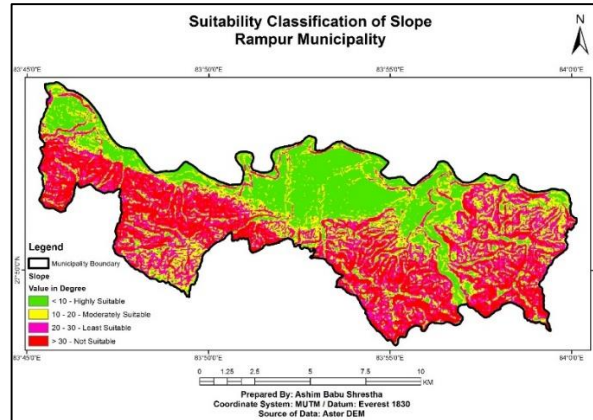 Suitability Classification of Slope
Rampur Municipality
N
83°45'0"E
83°50'0"E
83°55'0"E
84°0'0"E
Legend
Municipality Boundary
Slope
Value in Degree
< 10 - Highly Suitable
10 - 20 - Moderately Suitable
20 - 30 - Least Suitable
> 30 - Not Suitable
83°45'0"E
83°50'0"E
83°55'0"E
84°0'0"E
0 1.25 2.5 5 7.5 10
KM
Prepared By: Ashim Babu Shrestha
Coordinate System: MUTM / Datum: Everest 1830
Source of Data: Aster DEM